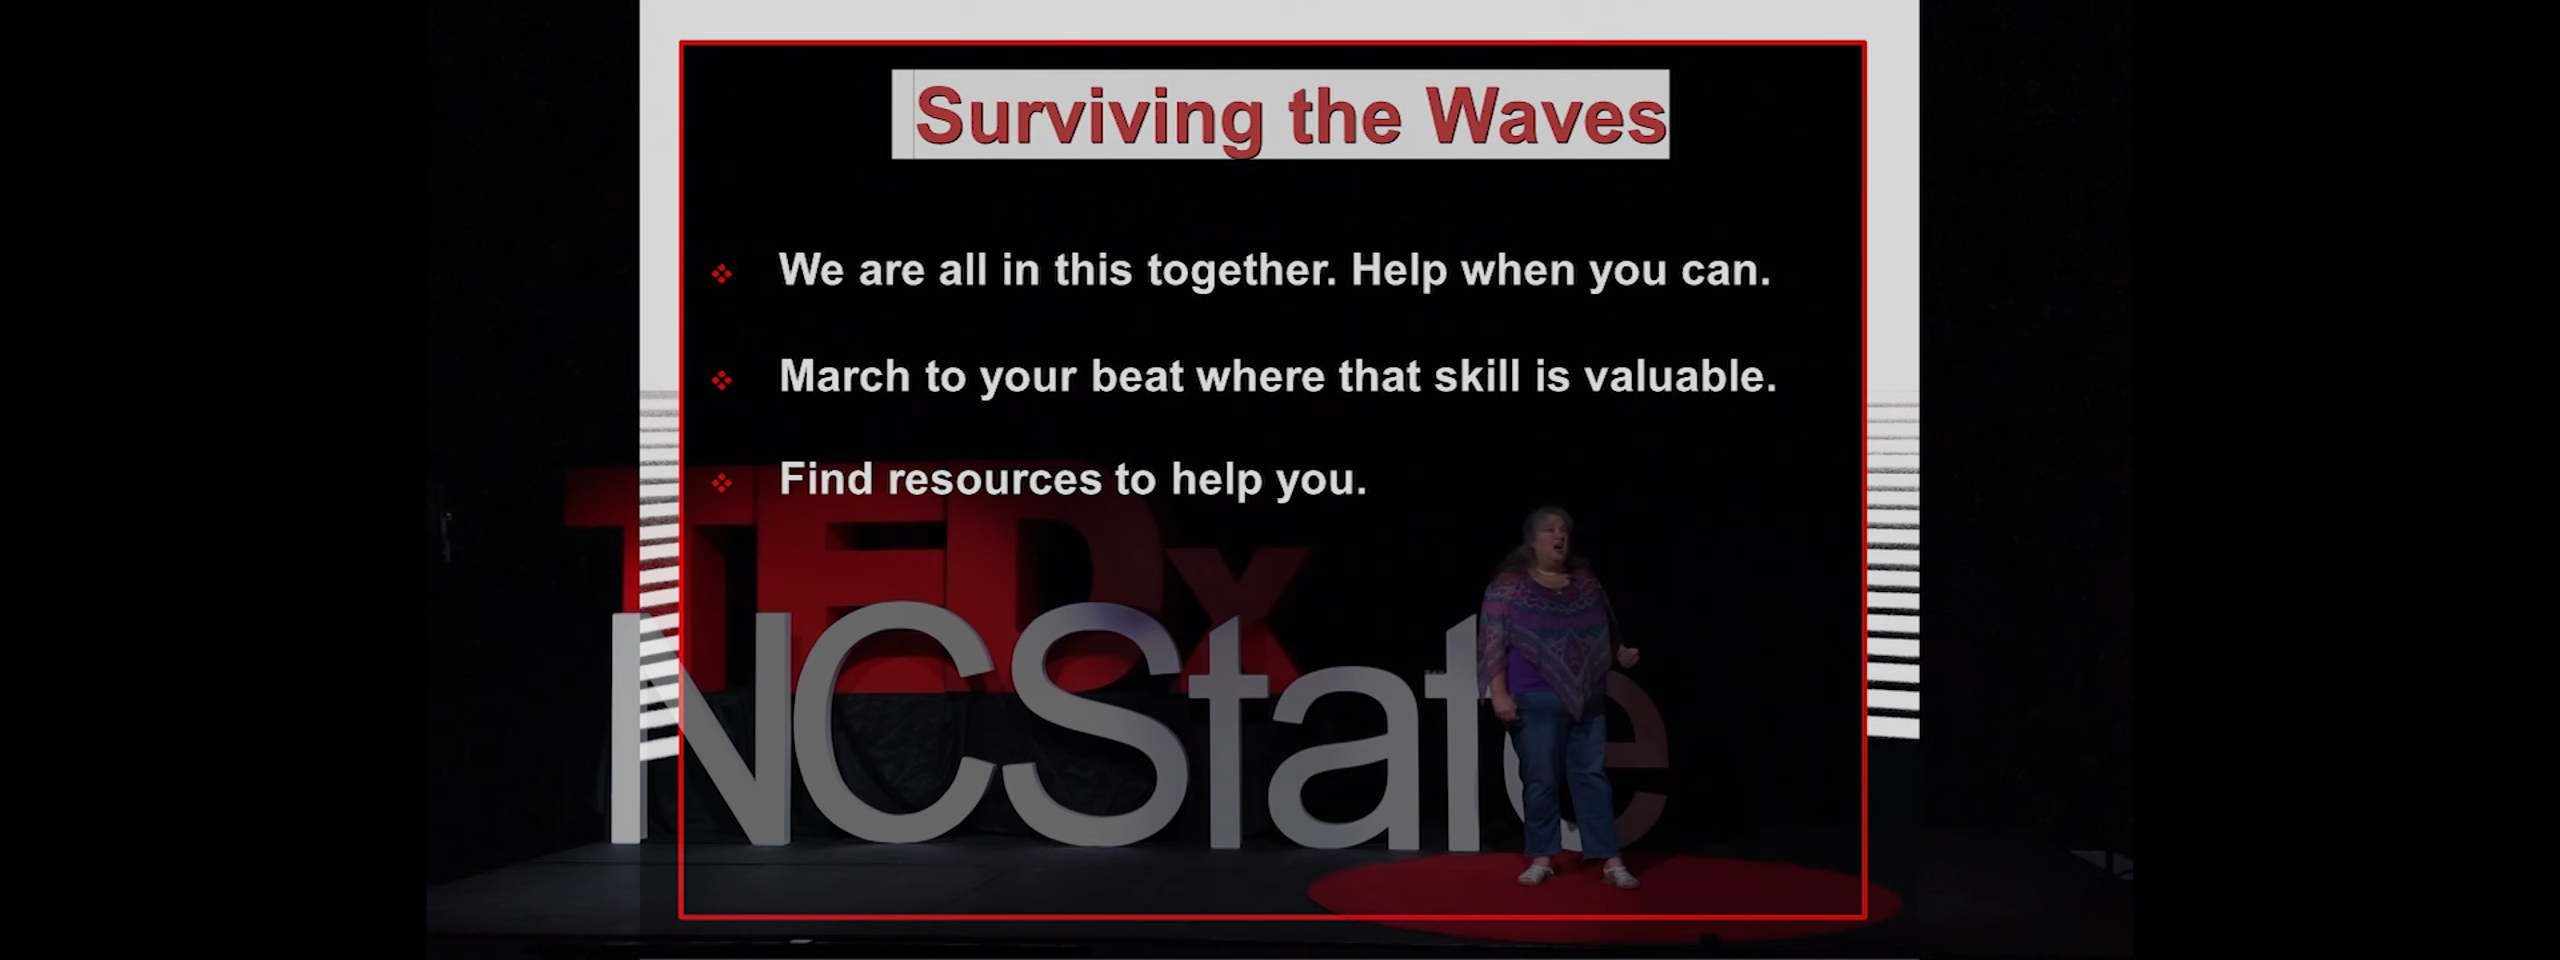 Surviving the Waves
We are all in this together. Help when you can.
March to your beat where that skill is valuable.
Find resources to help you.
TEDx
NCState